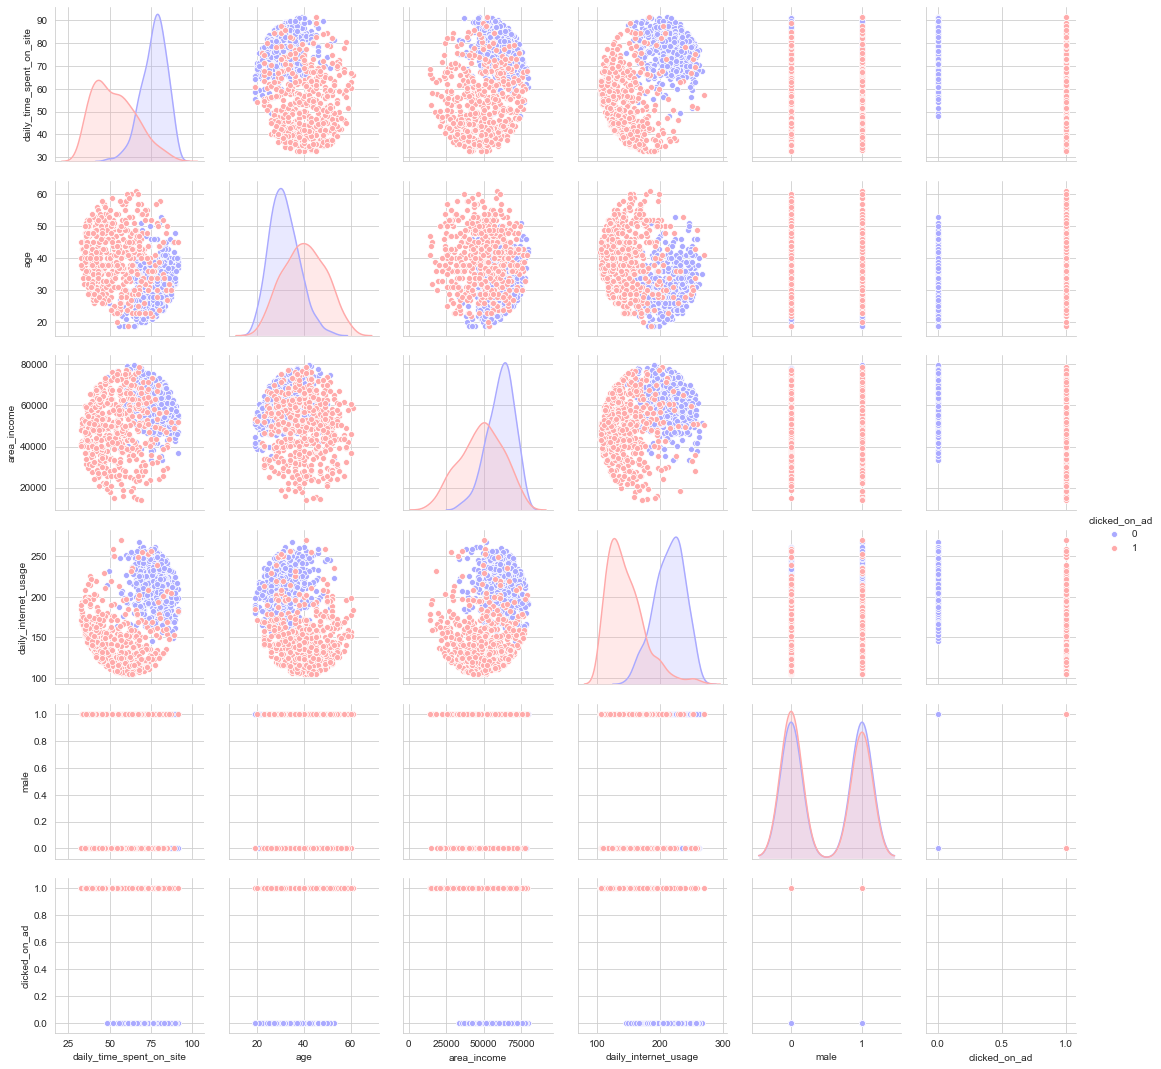 90
80
70
60
50
40
30
daily_time_spent_on_site
60
50
40
30
20
age
80000
60000
40000
20000
area_income
250
200
150
100
daily_internet_usage
clicked_on_ad
0
1
1.0
0.8
0.6
0.4
0.2
0.0
male
1.0
0.8
0.6
0.4
0.2
0.0
clicked_on_ad
25 50 75 100
20 40 60
0 25000 50000 75000
100 200 300
0 1
0.0 0.5 1.0
daily_time_spent_on_site
age
area_income
daily_internet_usage
male
clicked_on_ad